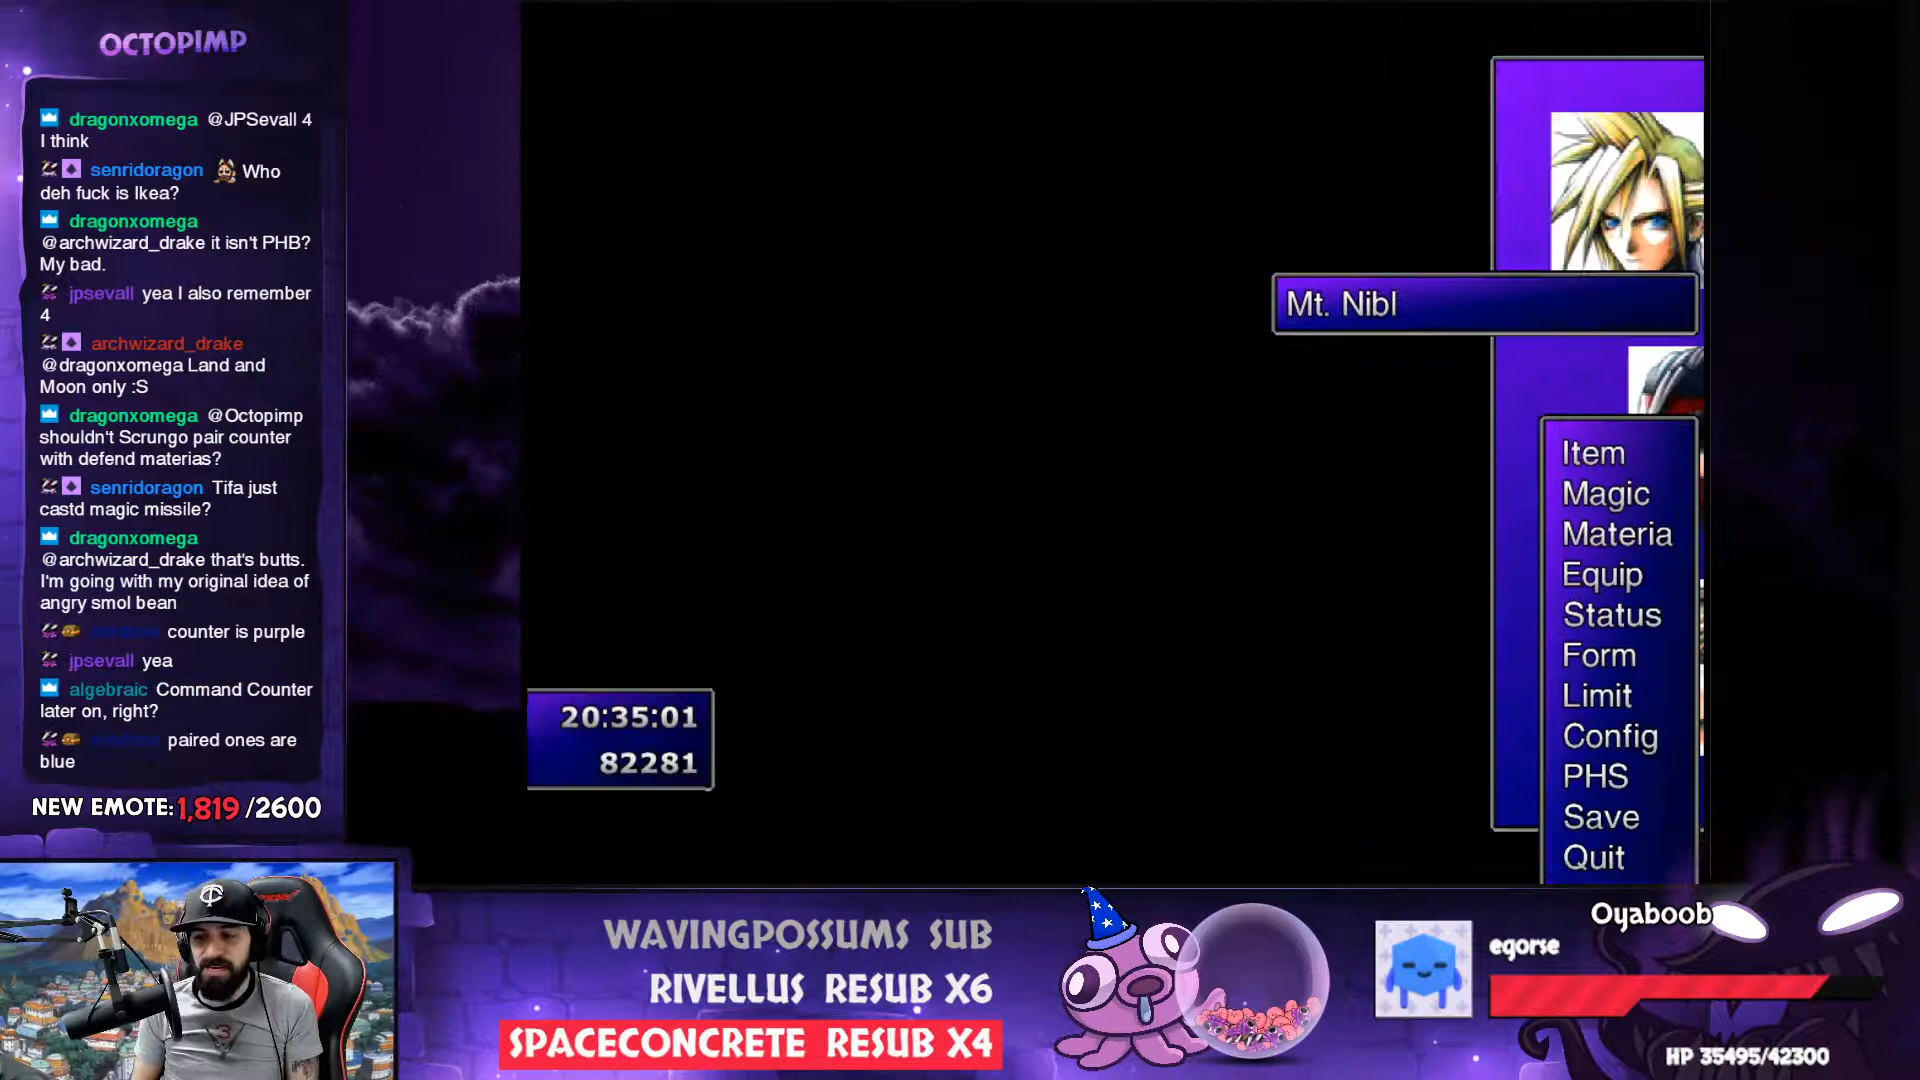 OCTOPIMP
dragonxomega @JPSevall 4
I think
senridoragon Who
deh fuck is Ikea?
dragonxomega
@archwizard_drake it isn't PHB?
My bad.
jpsevall yea I also remember
4
archwizard_drake
@dragonxomega Land and
Moon only :S
dragonxomega @Octopimp
shouldn't Scrungo pair counter
with defend materias?
senridoragon Tifa just
castd magic missile?
dragonxomega
@archwizard_drake that's butts.
I'm going with my original idea of
angry smol bean
counter is purple
jpsevall yea
algebraic Command Counter
later on, right?
paired ones are
blue
NEW EMOTE: 1,819 /2600
Mt. Nibl
Item
Magic
Materia
Equip
Status
Form
Limit
Config
PHS
Save
Quit
20:35:01
82281
WAVINGPOSSUMS SUB
RIVELLUS RESUB X6
SPACECONCRETE RESUB X4
Oyaboob
egorse
HP 35495/42300